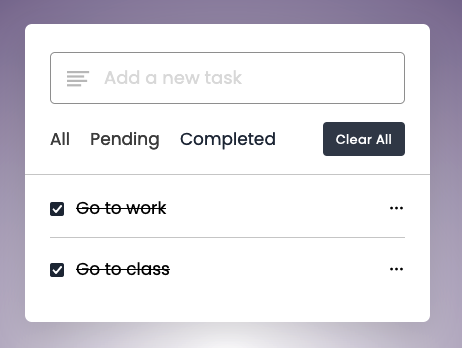 Add a new task
All Pending Completed Clear All
Go to work
Go to class